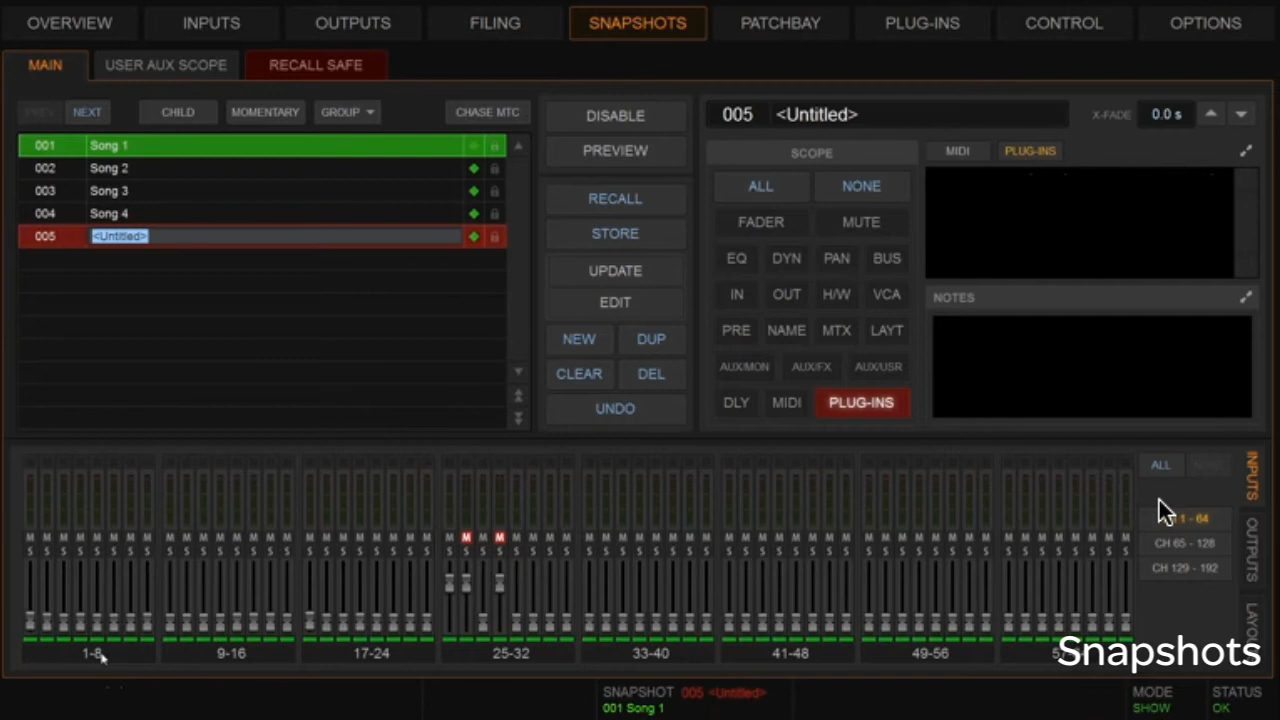 OVERVIEW INPUTS OUTPUTS FILING SNAPSHOTS PATCHBAY PLUG-INS CONTROL OPTIONS
MAIN USER AUX SCOPE RECALL SAFE
PREV NEXT CHILD MOMENTARY GROUP CHASE MTC
001 Song 1
002 Song 2
003 Song 3
004 Song 4
005 <Untitled>
DISABLE
PREVIEW
RECALL
STORE
UPDATE
EDIT
NEW DUP
CLEAR DEL
UNDO
005 <Untitled> X-FADE 0.0 s
SCOPE
ALL NONE
FADER MUTE
EQ DYN PAN BUS
IN OUT H/W VCA
PRE NAME MTX LAYT
AUX/MON AUX/FX AUX/USR
DLY MIDI PLUG-INS
MIDI PLUG-INS
NOTES
M M M M M M M M M M M M M M M M M M M M M M M M M M M M M M M M M M M M M M M M M M M M M M M M M M M M M M M M M M M M M M M M
S S S S S S S S S S S S S S S S S S S S S S S S S S S S S S S S S S S S S S S S S S S S S S S S S S S S S S S S S S S S S S S S
1-8 9-16 17-24 25-32 33-40 41-48 49-56
ALL
1 - 64
CH 65 - 128
CH 129 - 192
INPUTS
OUTPUTS
Snapshots
SNAPSHOT 005 <Untitled>
001 Song 1
MODE
SHOW
STATUS
OK